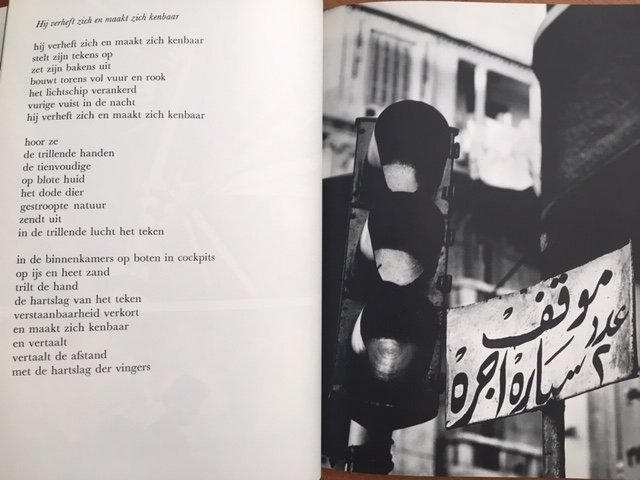 Hij verheft zich en maakt zich kenbaar
hij verheft zich en maakt zich kenbaar
stelt zijn tekens op
zet zijn bakens uit
bouwt torens vol vuur en rook
het lichtschip verankerd
vurige vuist in de nacht
hij verheft zich en maakt zich kenbaar
hoor ze
de trillende handen
de tienvoudige
op blote huid
het dode dier
gestroopte natuur
zendt uit
in de trillende lucht het teken
in de binnenkamers op boten in cockpits
op ijs en heet zand
trilt de hand
de hartslag van het teken
verstaanbaarheid verkort
en maakt zich kenbaar
en vertaalt
vertaalt de afstand
met de hartslag der vingers
موقف
عدد ٢
سياره اجره